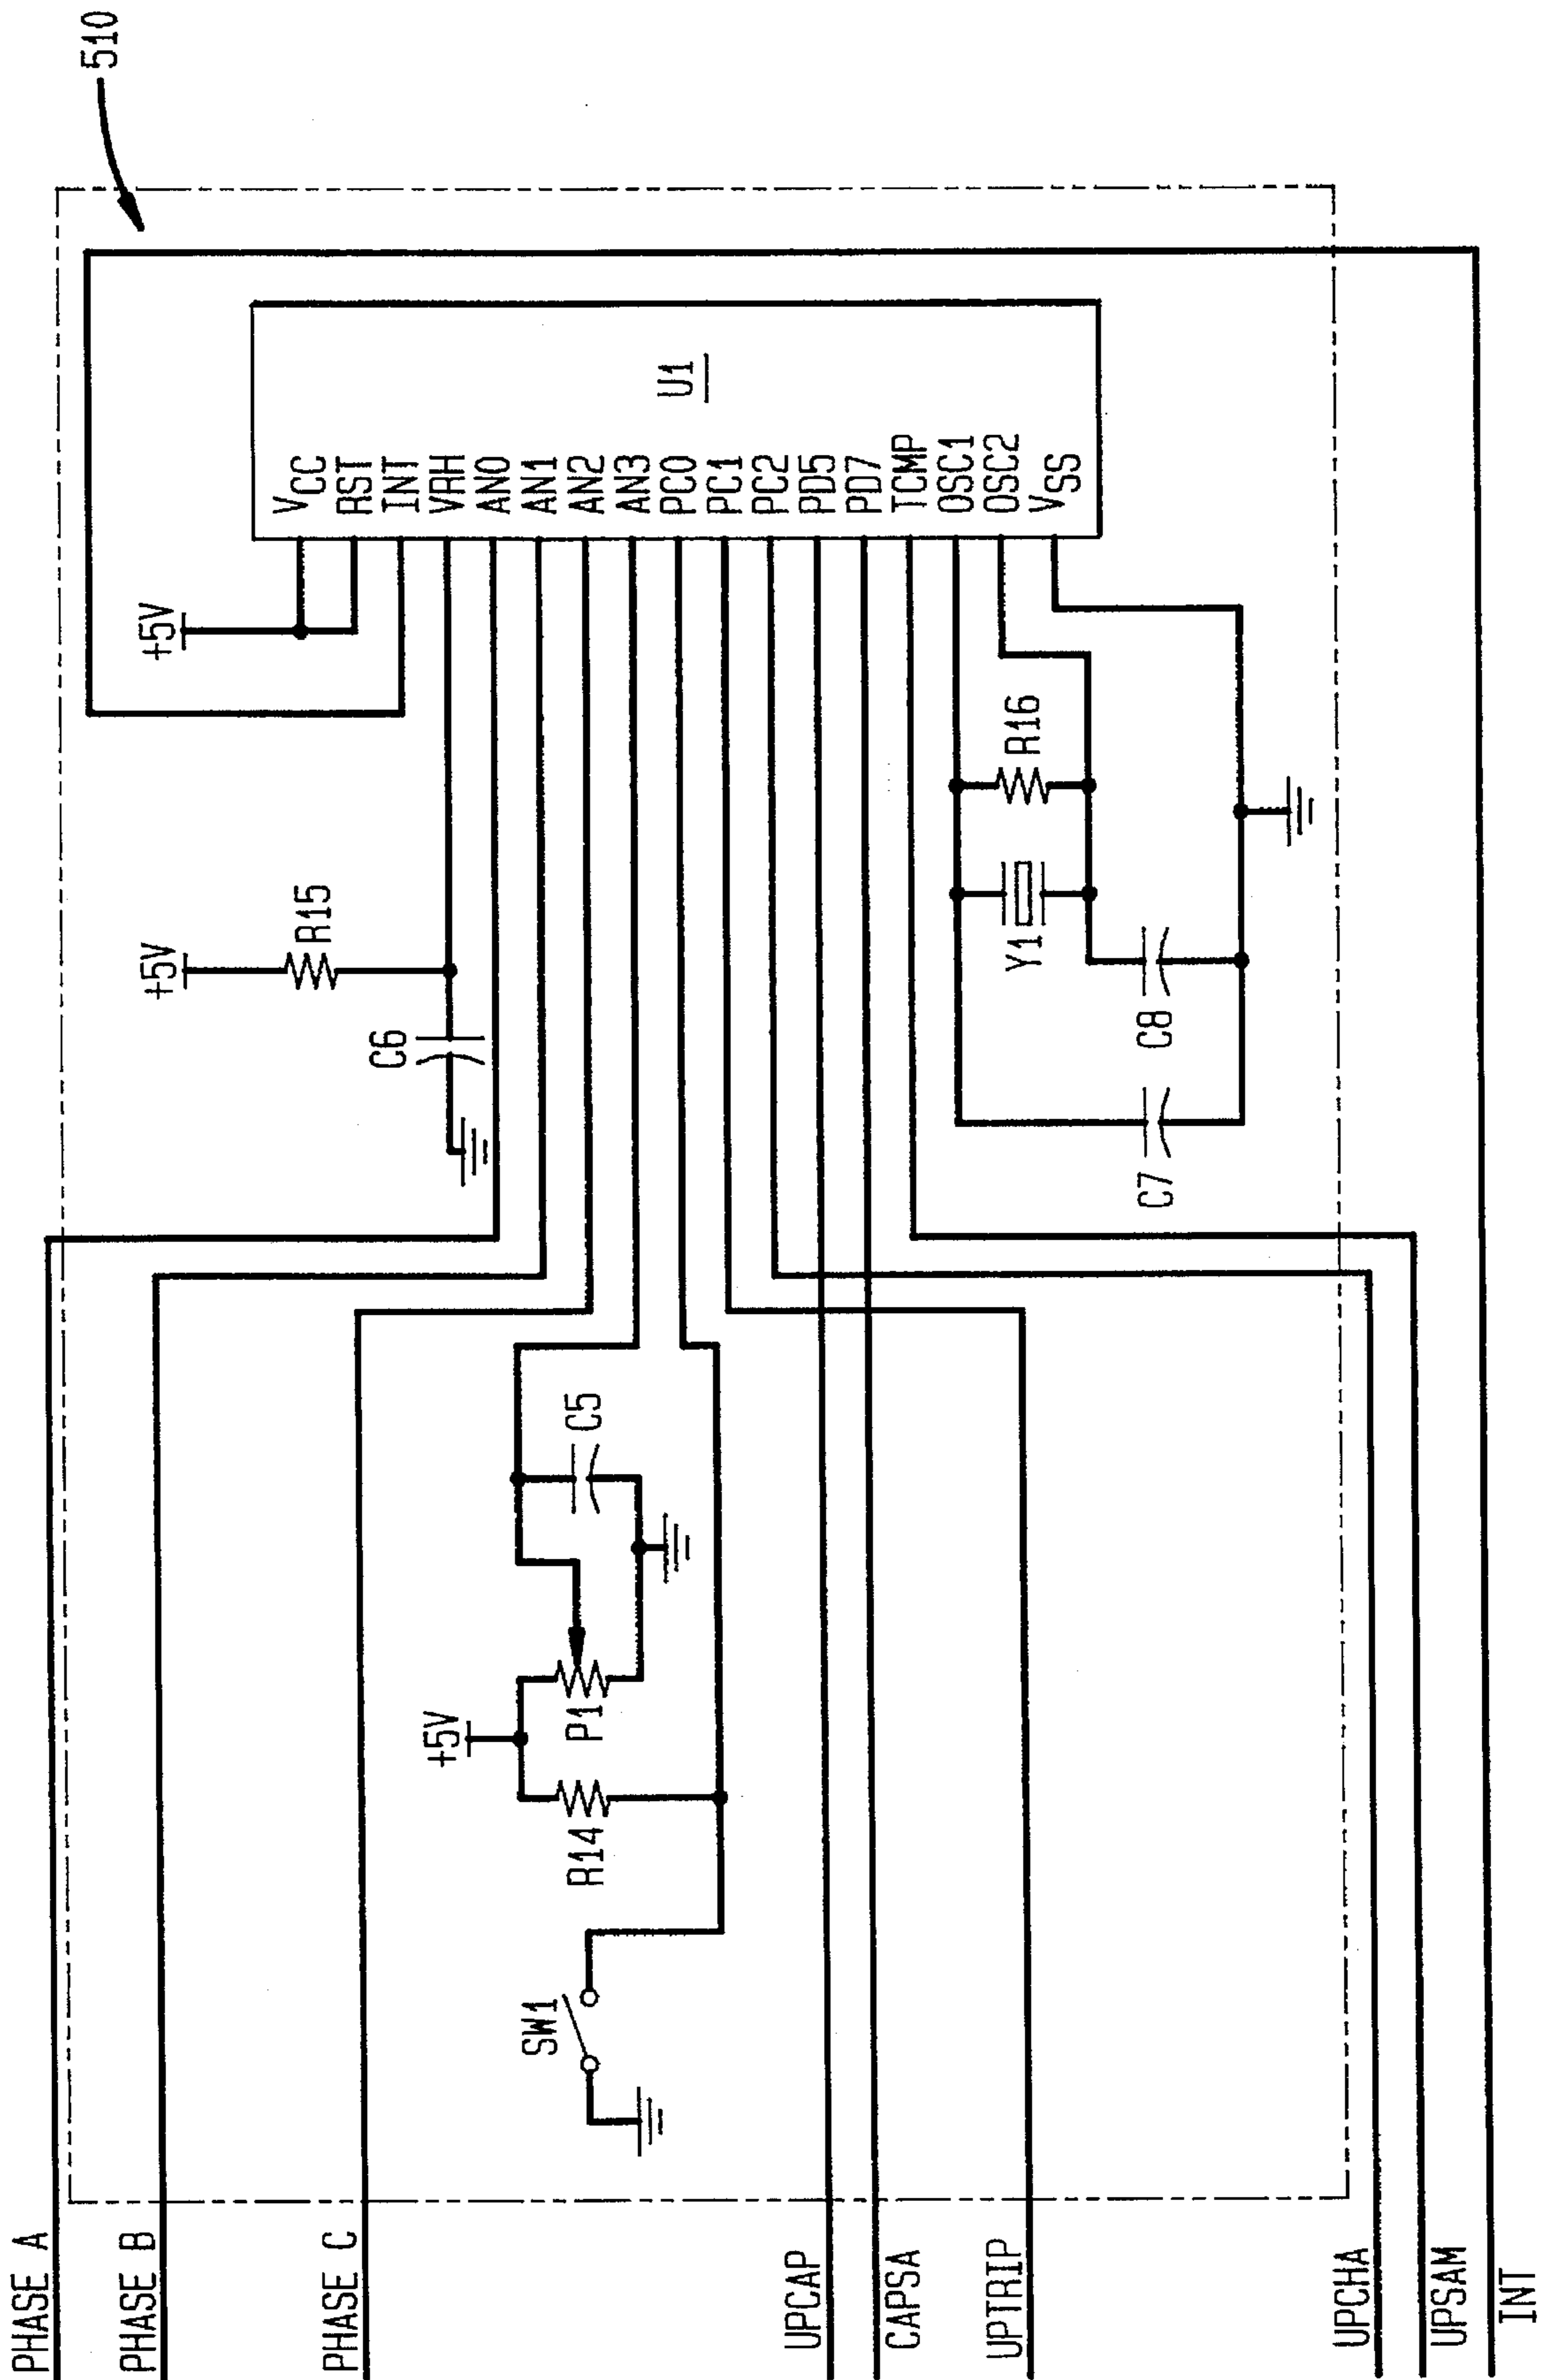 510
U1
VCC
RST
INT
VRH
AN0
AN1
AN2
AN3
PC0
PC1
PC2
PD5
PD7
TCMP
OSC1
OSC2
VSS
+5V
+5V
R15
C6
R16
Y1
C8
C7
C5
+5V
P1
R14
SW1
PHASE A
PHASE B
PHASE C
UPCAP
CAPSA
UPTRIP
UPCHA
UPSAM
INT